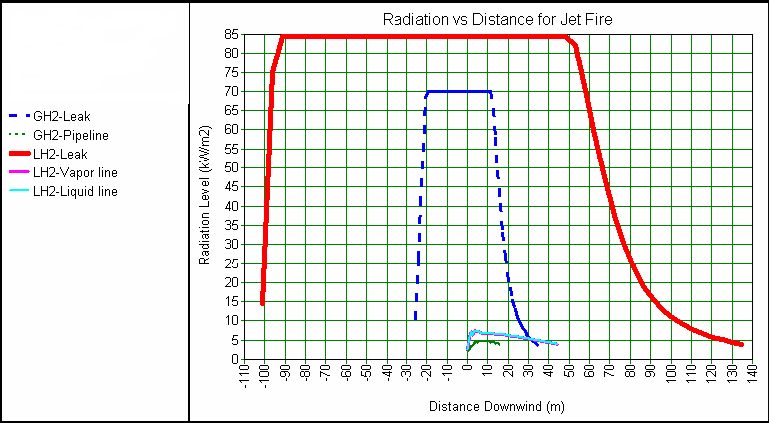 Radiation vs Distance for Jet Fire
GH2-Leak
GH2-Pipeline
LH2-Leak
LH2-Vapor line
LH2-Liquid line
Radiation Level (kW/m2)
85
80
75
70
65
60
55
50
45
40
35
30
25
20
15
10
5
0
-110 -100 -90 -80 -70 -60 -50 -40 -30 -20 -10 0 10 20 30 40 50 60 70 80 90 100 110 120 130 140
Distance Downwind (m)